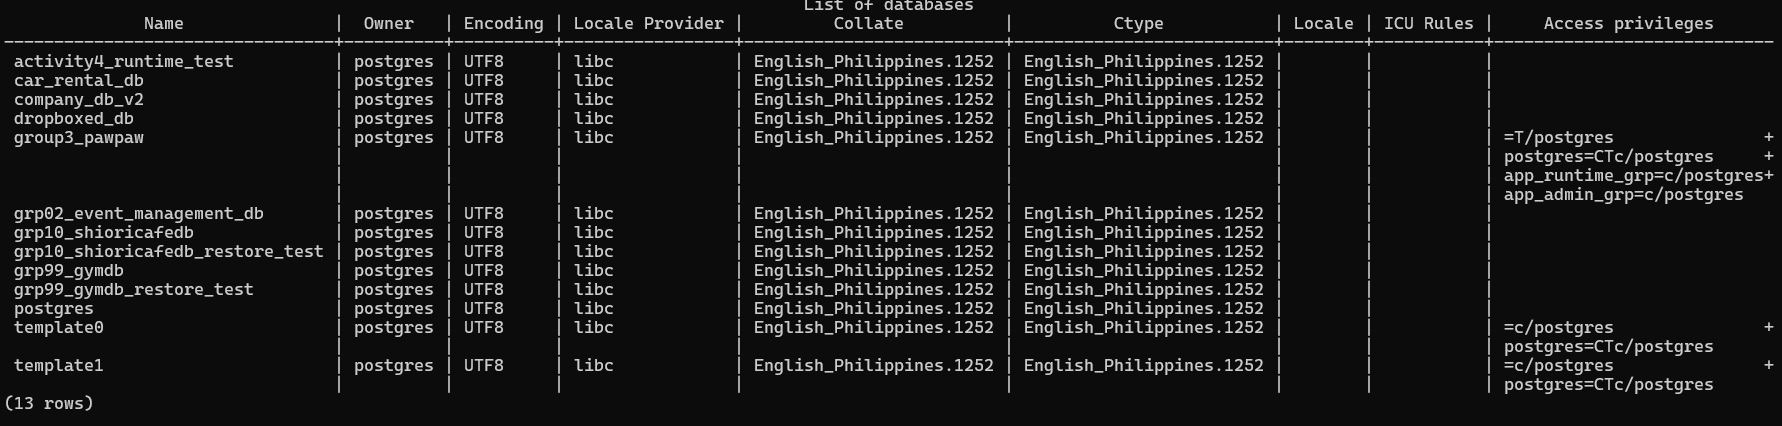 List of databases
Name | Owner | Encoding | Locale Provider | Collate | Ctype | Locale | ICU Rules | Access privileges
---------------------------------+----------+----------+-----------------+---------------------------+---------------------------+--------+-----------+----------------------------
activity4_runtime_test | postgres | UTF8 | libc | English_Philippines.1252 | English_Philippines.1252 | | |
car_rental_db | postgres | UTF8 | libc | English_Philippines.1252 | English_Philippines.1252 | | |
company_db_v2 | postgres | UTF8 | libc | English_Philippines.1252 | English_Philippines.1252 | | |
dropboxed_db | postgres | UTF8 | libc | English_Philippines.1252 | English_Philippines.1252 | | |
group3_pawpaw | postgres | UTF8 | libc | English_Philippines.1252 | English_Philippines.1252 | | | =T/postgres +
| | | | | | | | postgres=CTc/postgres +
| | | | | | | | app_runtime_grp=c/postgres+
| | | | | | | | app_admin_grp=c/postgres
grp02_event_management_db | postgres | UTF8 | libc | English_Philippines.1252 | English_Philippines.1252 | | |
grp10_shioricafedb | postgres | UTF8 | libc | English_Philippines.1252 | English_Philippines.1252 | | |
grp10_shioricafedb_restore_test | postgres | UTF8 | libc | English_Philippines.1252 | English_Philippines.1252 | | |
grp99_gymdb | postgres | UTF8 | libc | English_Philippines.1252 | English_Philippines.1252 | | |
grp99_gymdb_restore_test | postgres | UTF8 | libc | English_Philippines.1252 | English_Philippines.1252 | | |
postgres | postgres | UTF8 | libc | English_Philippines.1252 | English_Philippines.1252 | | |
template0 | postgres | UTF8 | libc | English_Philippines.1252 | English_Philippines.1252 | | | =c/postgres +
| | | | | | | | postgres=CTc/postgres
template1 | postgres | UTF8 | libc | English_Philippines.1252 | English_Philippines.1252 | | | =c/postgres +
| | | | | | | | postgres=CTc/postgres
(13 rows)